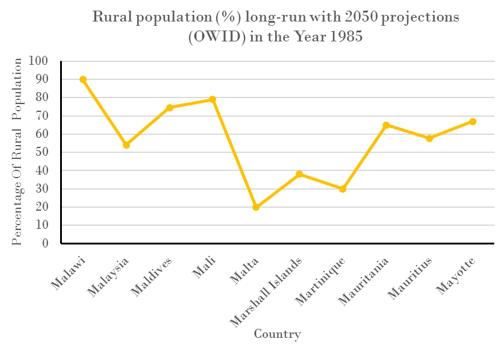 Rural population (%) long-run with 2050 projections
(OWID) in the Year 1985
Percentage Of Rural Population
100
90
80
70
60
50
40
30
20
10
0
Malawi
Malaysia
Maldives
Mali
Malta
Marshall Islands
Martinique
Mauritania
Mauritius
Mayotte
Country